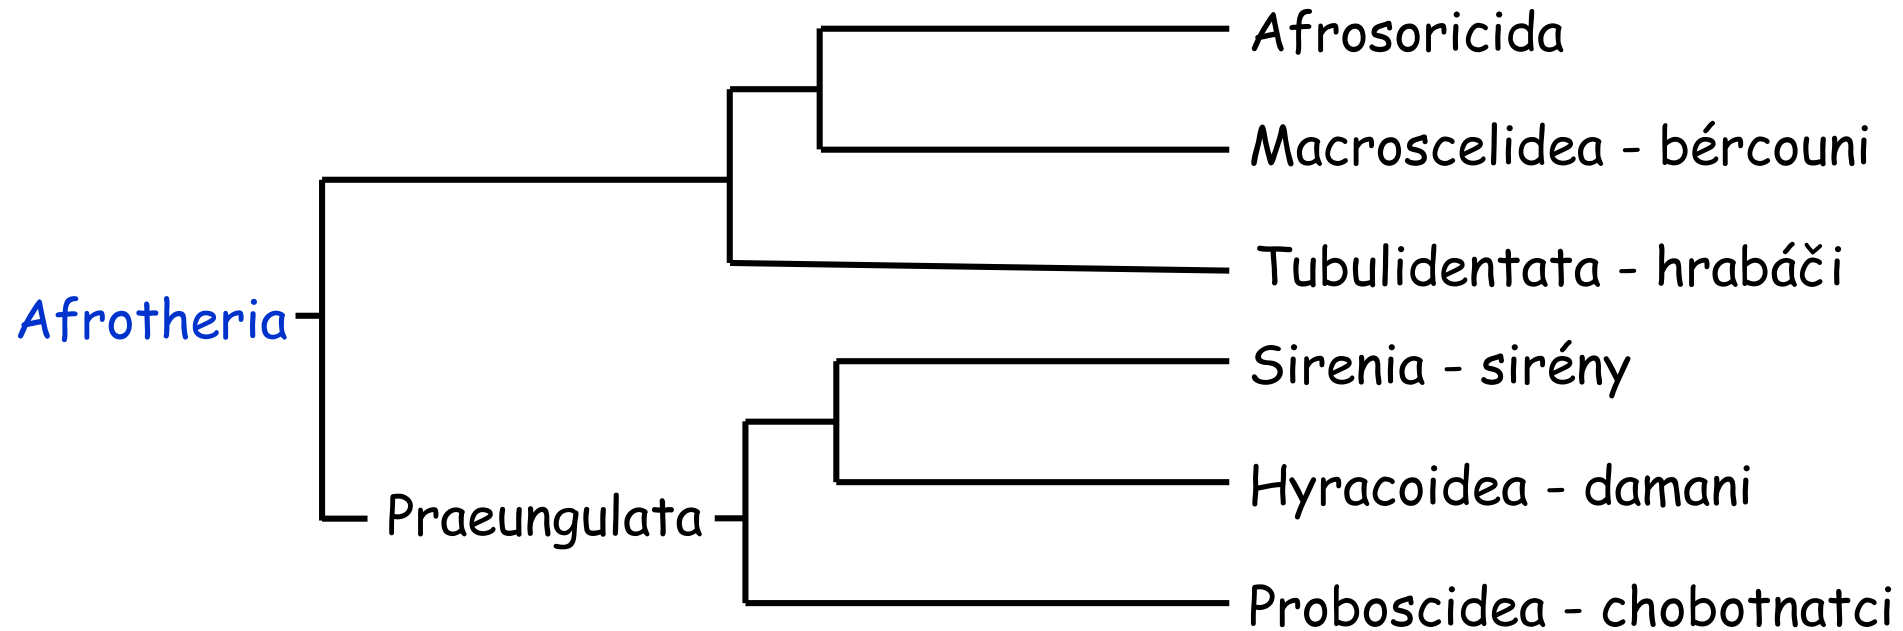 Afrosoricida
Macroscelidea - bércouni
Tubulidentata - hrabáči
Afrotheria
Sirenia - sirény
Hyracoidea - damani
Praeungulata
Proboscidea - chobotnatci